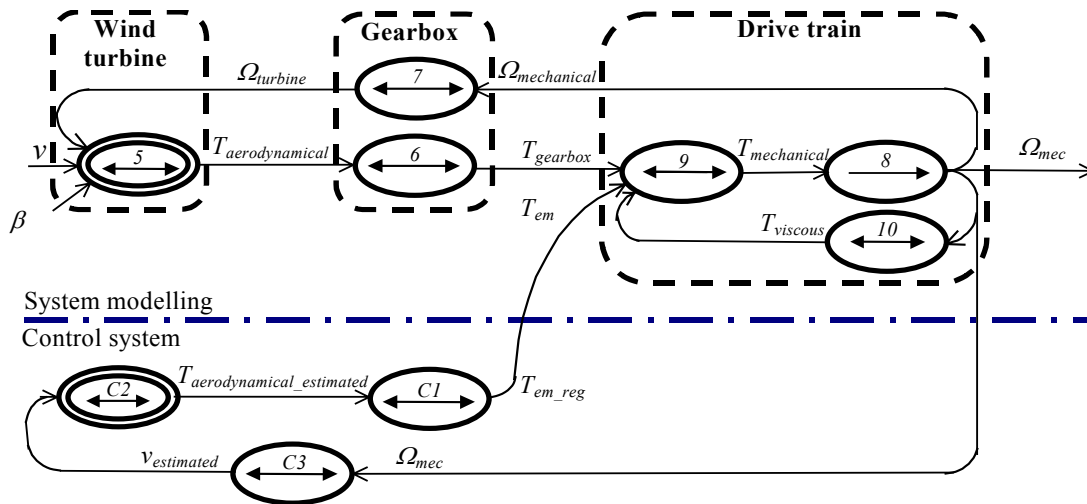 Wind
turbine
Gearbox
Drive train
Ω_turbine
7
Ω_mechanical
ν
5
T_aerodynamical
6
T_gearbox
9
T_mechanical
8
Ω_mec
β
T_em
T_viscous
10
System modelling
Control system
C2
T_aerodynamical_estimated
C1
T_em_reg
ν_estimated
C3
Ω_mec